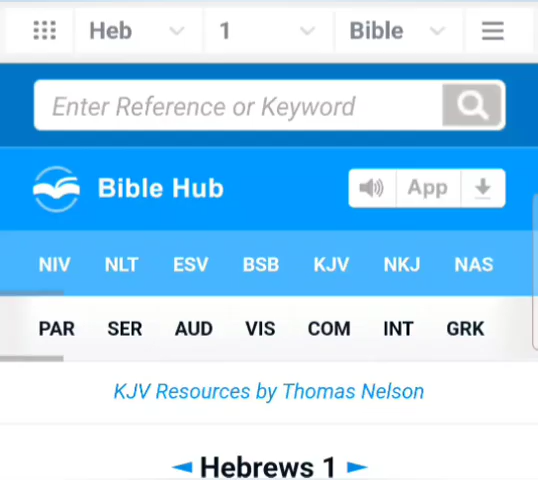 Heb 1 Bible
Enter Reference or Keyword
Bible Hub App
NIV NLT ESV BSB KJV NKJ NAS
PAR SER AUD VIS COM INT GRK
KJV Resources by Thomas Nelson
◄ Hebrews 1 ►